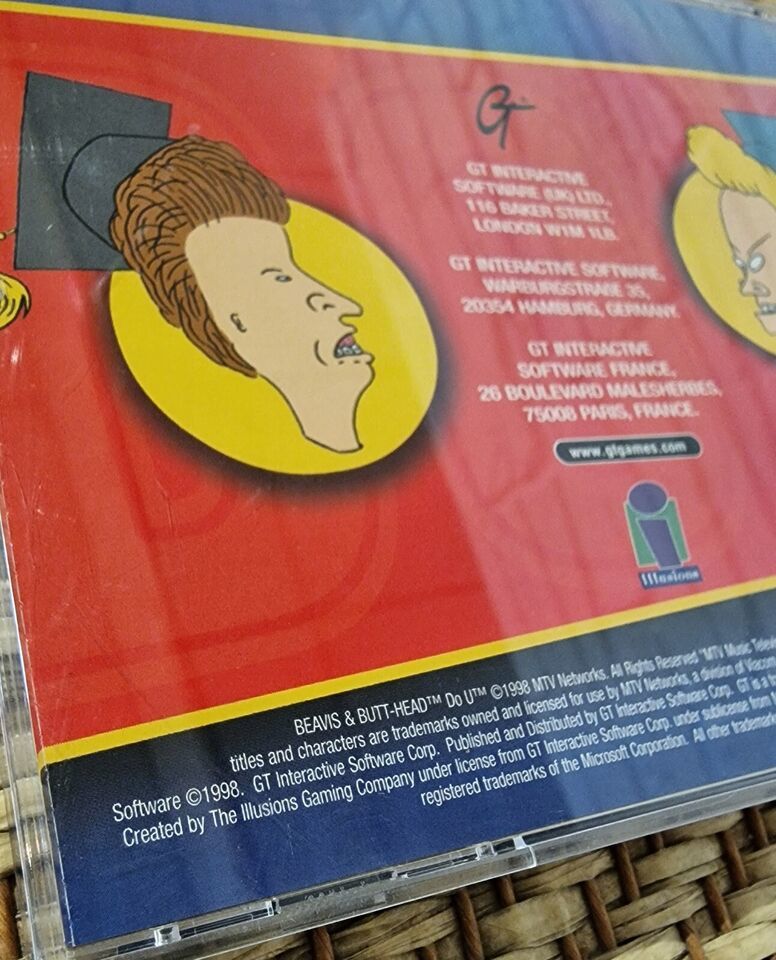 GT
GT INTERACTIVE
SOFTWARE (UK) LTD.,
116 BAKER STREET,
LONDON W1M 1LB.
GT INTERACTIVE SOFTWARE,
WARBURGSTRAßE 35,
20354 HAMBURG, GERMANY.
GT INTERACTIVE
SOFTWARE FRANCE,
26 BOULEVARD MALESHERBES,
75008 PARIS, FRANCE.
www.gtgames.com
Illusions
BEAVIS & BUTT-HEAD™ Do U™ ©1998 MTV Networks. All Rights Reserved "MTV Music
titles and characters are trademarks owned and licensed for use by MTV Networks, a division of Viacom
Software ©1998. GT Interactive Software Corp. Published and Distributed by GT Interactive Software Corp. GT is a
Created by The Illusions Gaming Company under license from GT Interactive Software Corp. under sublicense from
registered trademarks of the Microsoft Corporation. All other